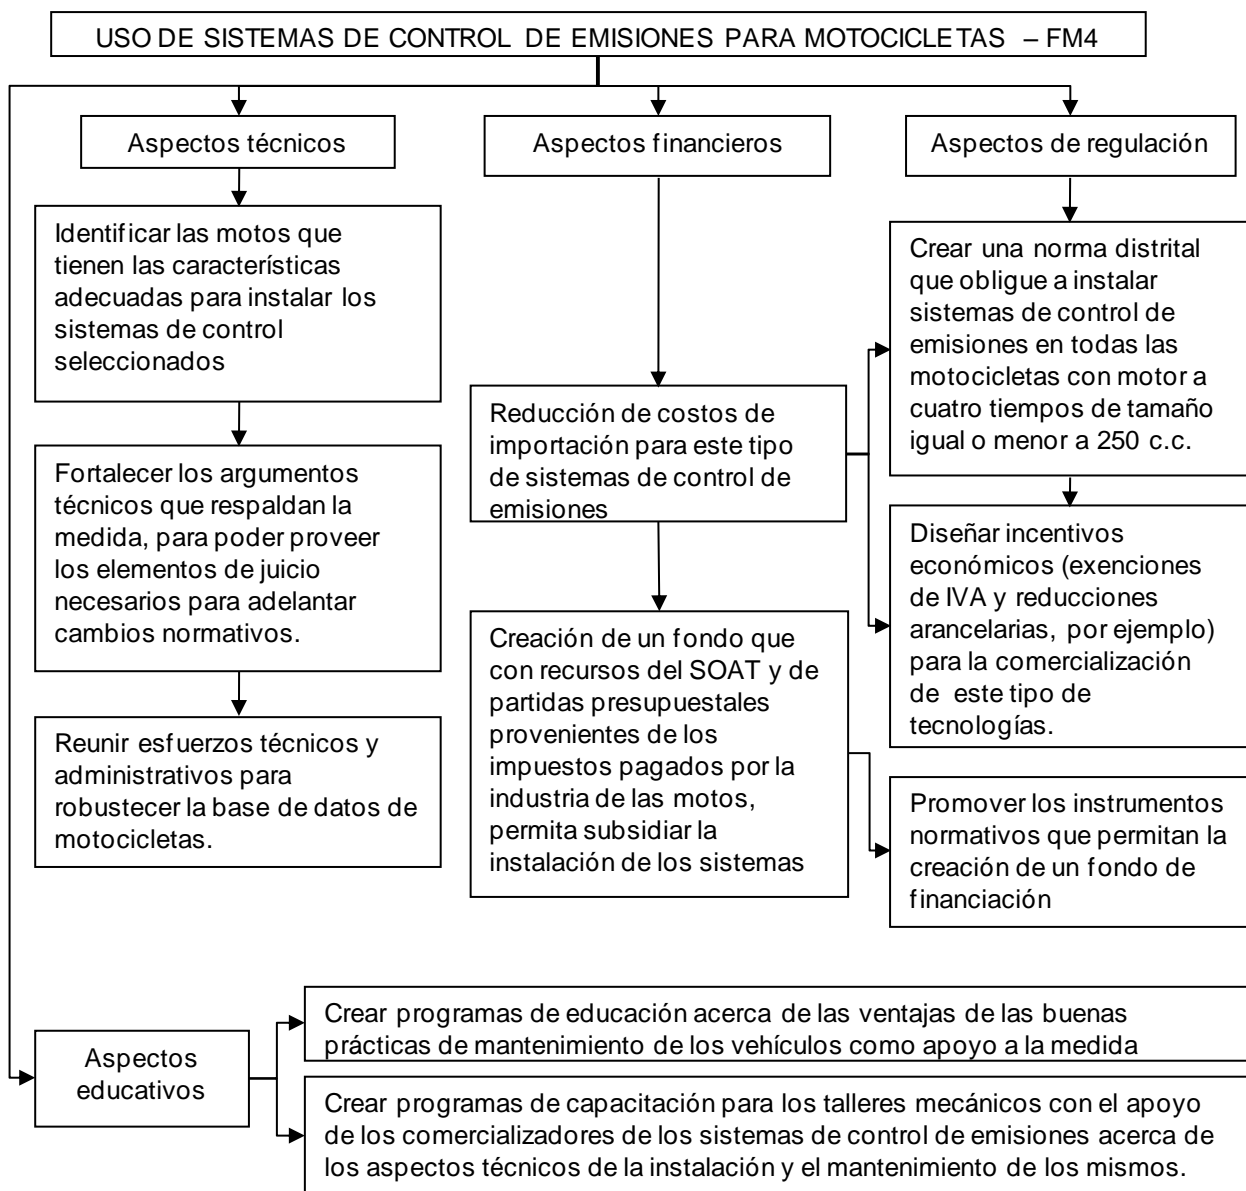 USO DE SISTEMAS DE CONTROL DE EMISIONES PARA MOTOCICLETAS – FM4
Aspectos técnicos
Identificar las motos que
tienen las características
adecuadas para instalar los
sistemas de control
seleccionados
Fortalecer los argumentos
técnicos que respaldan la
medida, para poder proveer
los elementos de juicio
necesarios para adelantar
cambios normativos.
Reunir esfuerzos técnicos y
administrativos para
robustecer la base de datos de
motocicletas.
Aspectos financieros
Reducción de costos de
importación para este tipo
de sistemas de control de
emisiones
Creación de un fondo que
con recursos del SOAT y de
partidas presupuestales
provenientes de los
impuestos pagados por la
industria de las motos,
permita subsidiar la
instalación de los sistemas
Aspectos de regulación
Crear una norma distrital
que obligue a instalar
sistemas de control de
emisiones en todas las
motocicletas con motor a
cuatro tiempos de tamaño
igual o menor a 250 c.c.
Diseñar incentivos
económicos (exenciones
de IVA y reducciones
arancelarias, por ejemplo)
para la comercialización
de este tipo de
tecnologías.
Promover los instrumentos
normativos que permitan la
creación de un fondo de
financiación
Aspectos
educativos
Crear programas de educación acerca de las ventajas de las buenas
prácticas de mantenimiento de los vehículos como apoyo a la medida
Crear programas de capacitación para los talleres mecánicos con el apoyo
de los comercializadores de los sistemas de control de emisiones acerca de
los aspectos técnicos de la instalación y el mantenimiento de los mismos.